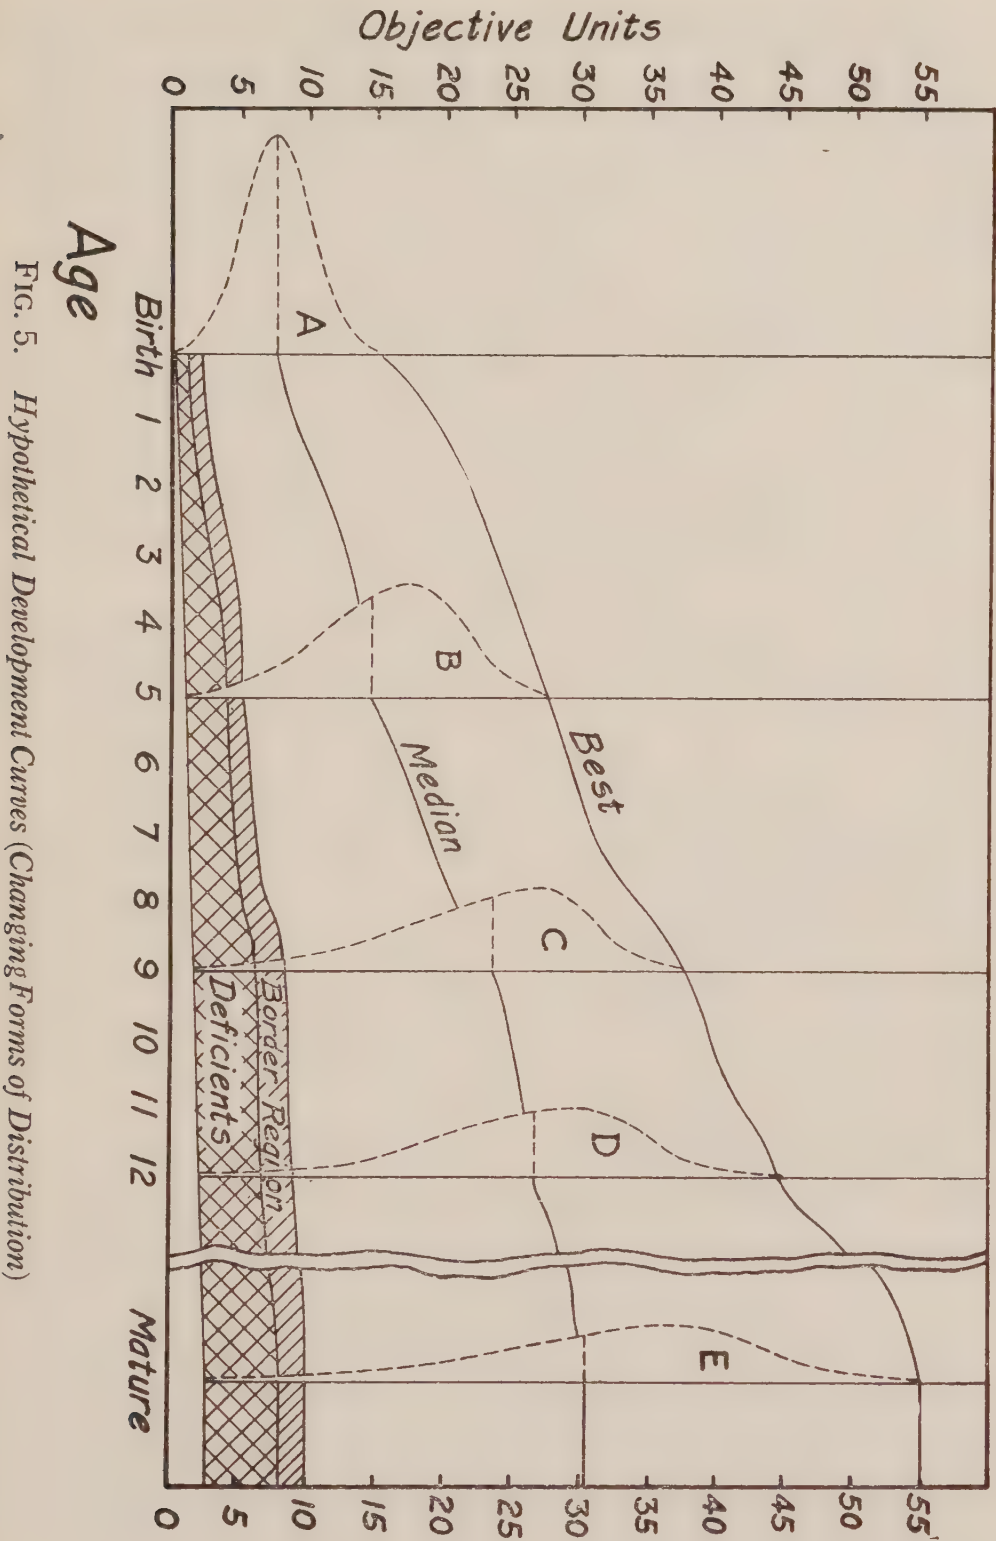 Objective Units
0 5 10 15 20 25 30 35 40 45 50 55
A
B
C
D
E
Best
Median
Border Region
Deficients
Birth 1 2 3 4 5 6 7 8 9 10 11 12 Mature
0 5 10 15 20 25 30 35 40 45 50 55
Age
FIG. 5. Hypothetical Development Curves (Changing Forms of Distribution)